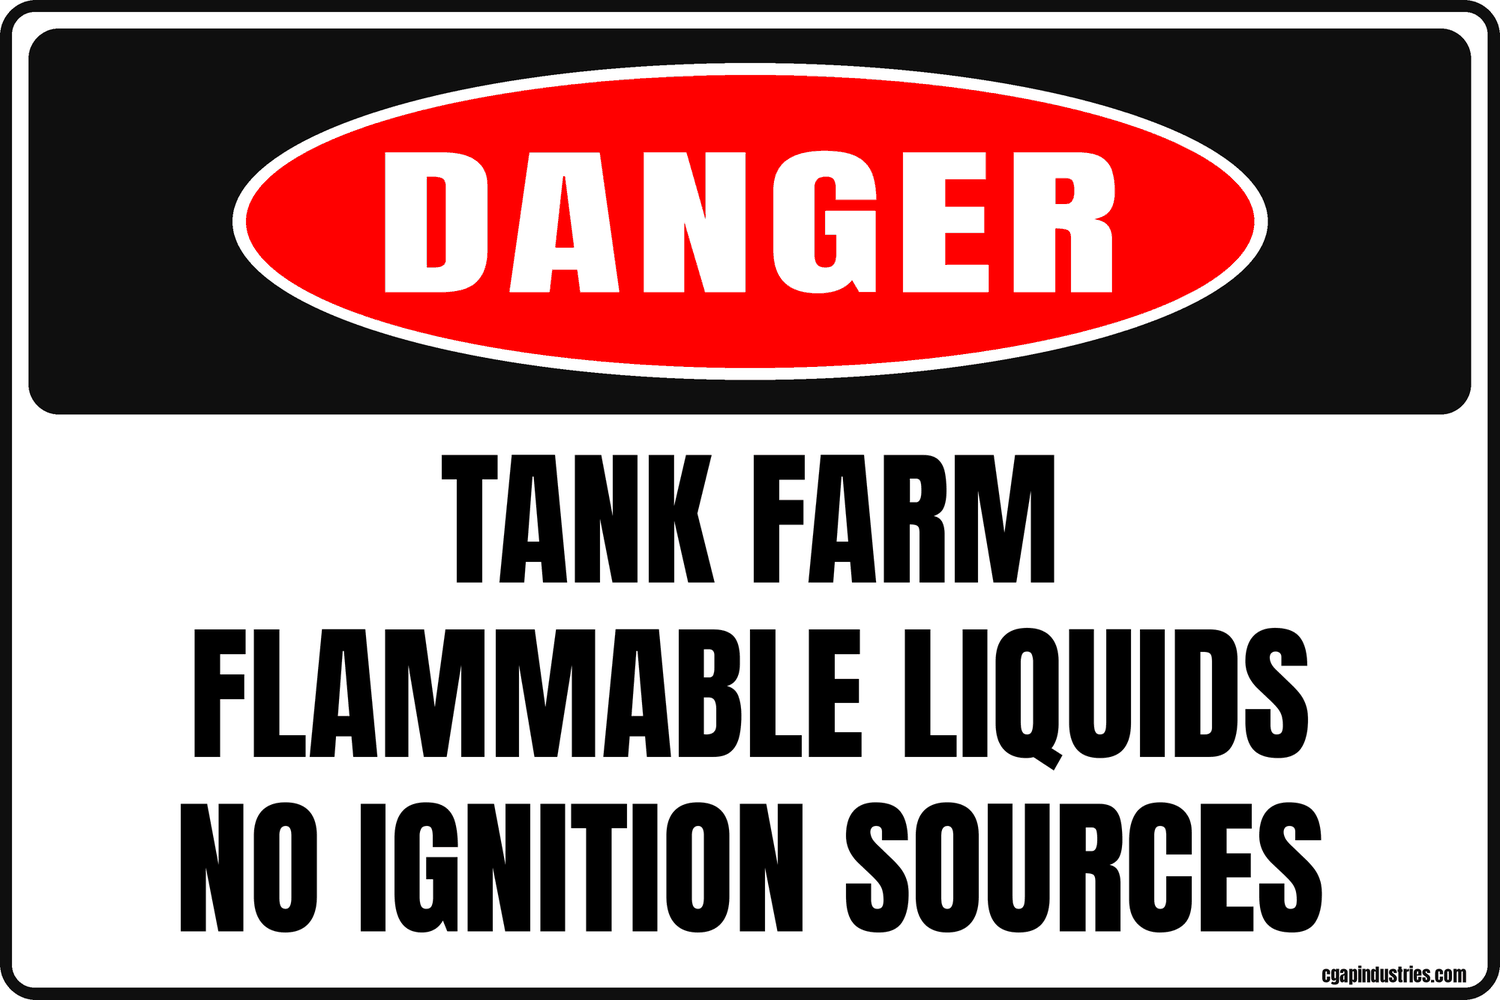 DANGER
TANK FARM
FLAMMABLE LIQUIDS
NO IGNITION SOURCES
cgapindustries.com